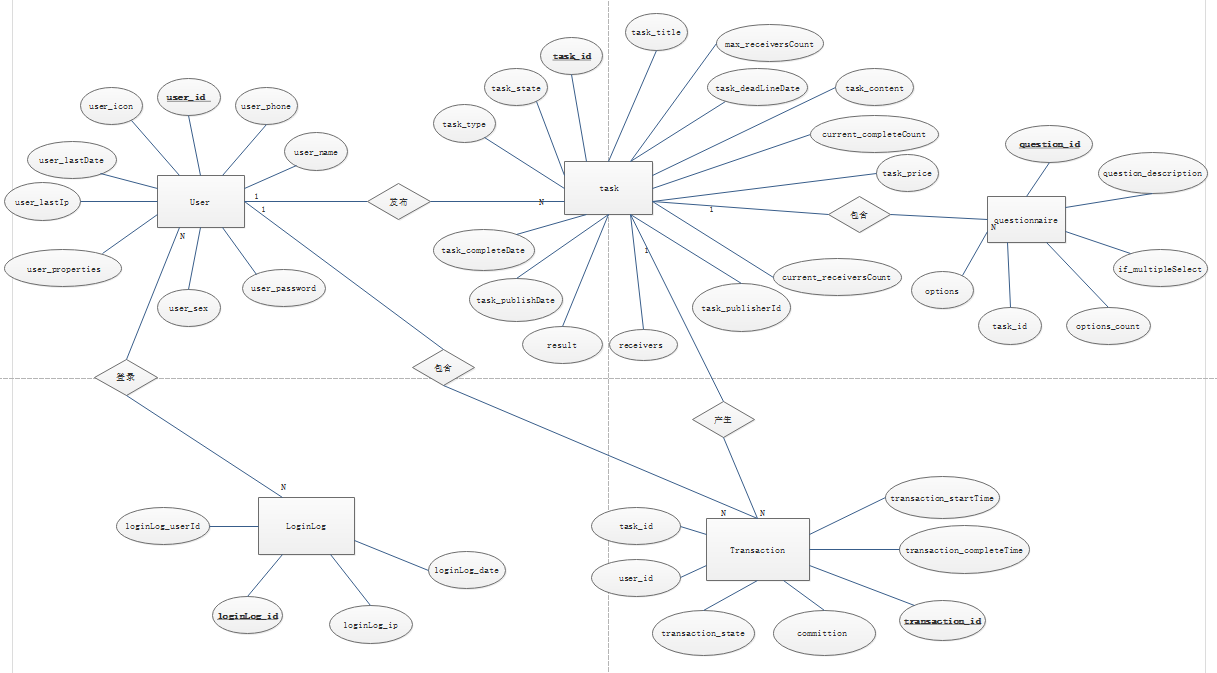 task_title
max_receiversCount
task_id
task_state
task_deadLineDate
task_content
user_id
user_icon
user_phone
task_type
current_completeCount
question_id
user_name
user_lastDate
task_price
question_description
task
User
1
1
N
user_lastIp
发布
N
1
包含
questionnaire
N
task_completeDate
1
user_properties
if_multipleSelect
current_receiversCount
user_password
options
task_publishDate
task_publisherId
user_sex
task_id
options_count
result
receivers
包含
登录
产生
N
transaction_startTime
N
N
loginLog_userId
LoginLog
task_id
Transaction
transaction_completeTime
loginLog_date
user_id
loginLog_id
loginLog_ip
transaction_state
committion
transaction_id